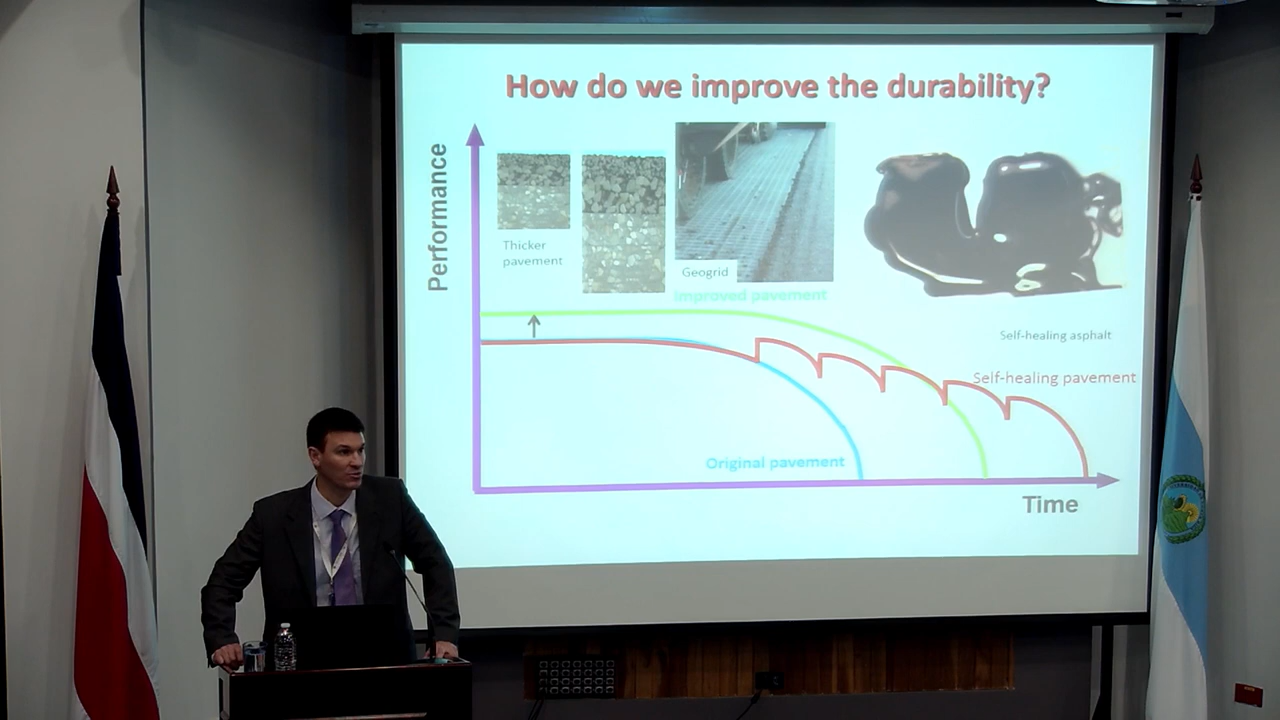 How do we improve the durability?
Performance
Thicker
pavement
Geogrid
Improved pavement
Self-healing asphalt
Self-healing pavement
Original pavement
Time